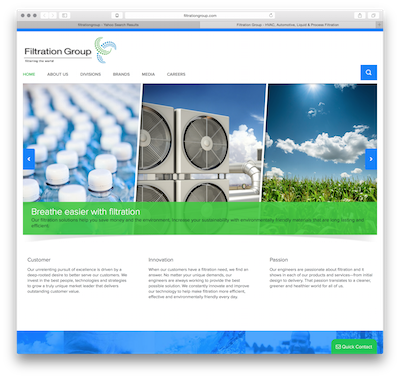 filtrationgroup.com
filtrationgroup - Yahoo Search Results
Filtration Group – HVAC, Automotive, Liquid & Process Filtration
Filtration Group
HOME
ABOUT US
DIVISIONS
BRANDS
MEDIA
CAREERS
Breathe easier with filtration
Our filtration solutions help you save money and the environment. Increase your sustainability with environmentally friendly materials that are long lasting and
efficient.
Customer
Our unrelenting pursuit of excellence is driven by a
deep-rooted desire to better serve our customers. We
invest in the best people, technologies and strategies
to grow a truly unique market leader that delivers
outstanding customer value.
Innovation
When our customers have a filtration need, we find an
answer. No matter your unique demands, our
engineers are always working to provide the best
possible solution. We constantly innovate and improve
our technology to help make filtration more efficient,
effective and environmentally friendly every day.
Passion
Our engineers are passionate about filtration and it
shows in each of our products and services—from initial
design to delivery. That passion translates to a cleaner,
greener and healthier world for all of us.
Quick Contact